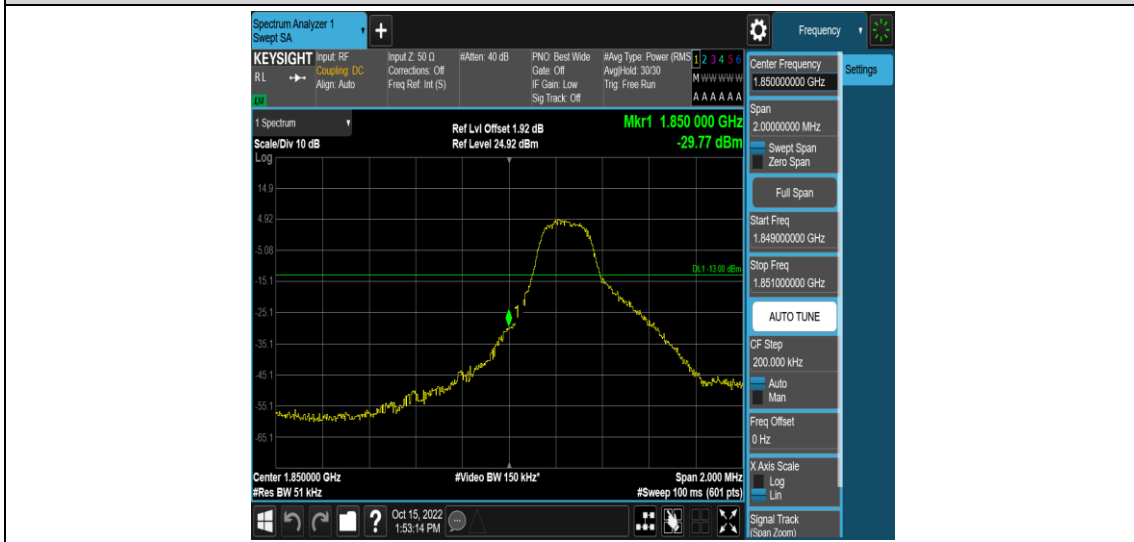 Spectrum Analyzer 1
Swept SA
+
Frequency
KEYSIGHT
RL
Input: RF
Coupling: DC
Align: Auto
Input Z: 50 Ω
Corrections: Off
Freq Ref: Int (S)
#Atten: 40 dB
PNO: Best Wide
Gate: Off
IF Gain: Low
Sig Track: Off
#Avg Type: Power (RMS
Avg|Hold: 30/30
Trig: Free Run
1 2 3 4 5 6
M W W W W W
A A A A A A
1 Spectrum
Scale/Div 10 dB
Log
Ref Lvl Offset 1.92 dB
Ref Level 24.92 dBm
Mkr1 1.850 000 GHz
-29.77 dBm
14.9
4.92
-5.08
-15.1
-25.1
-35.1
-45.1
-55.1
-65.1
DL1 -13.00 dBm
1
Center 1.850000 GHz
#Res BW 51 kHz
#Video BW 150 kHz*
Span 2.000 MHz
#Sweep 100 ms (601 pts)
?
Oct 15, 2022
1:53:14 PM
Center Frequency
1.850000000 GHz
Settings
Span
2.00000000 MHz
Swept Span
Zero Span
Full Span
Start Freq
1.849000000 GHz
Stop Freq
1.851000000 GHz
AUTO TUNE
CF Step
200.000 kHz
Auto
Man
Freq Offset
0 Hz
X Axis Scale
Log
Lin
Signal Track
(Span Zoom)